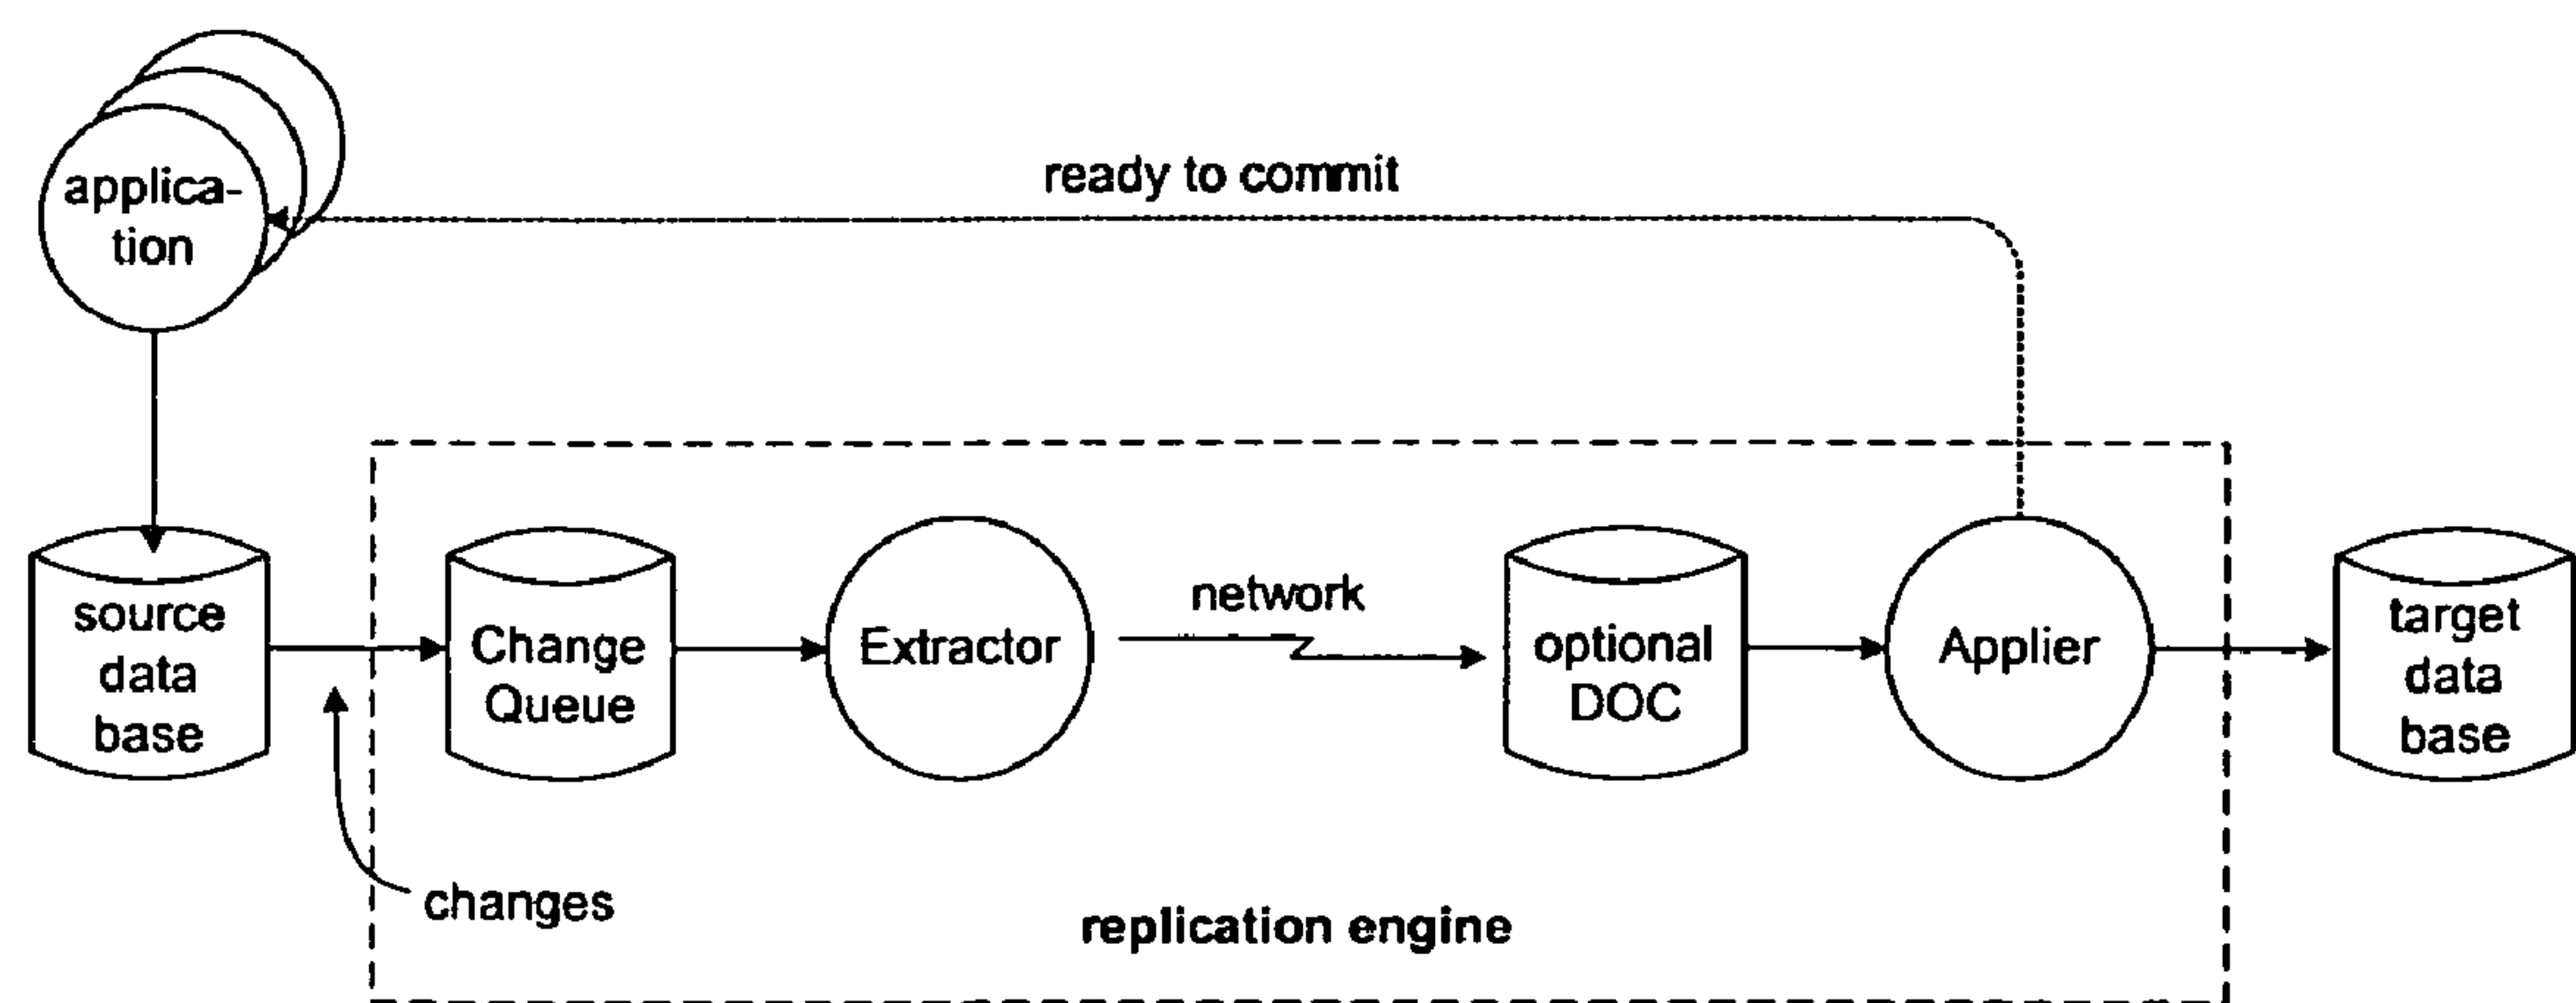 applica-
tion
ready to commit
source
data
base
Change
Queue
Extractor
network
optional
DOC
Applier
target
data
base
changes
replication engine